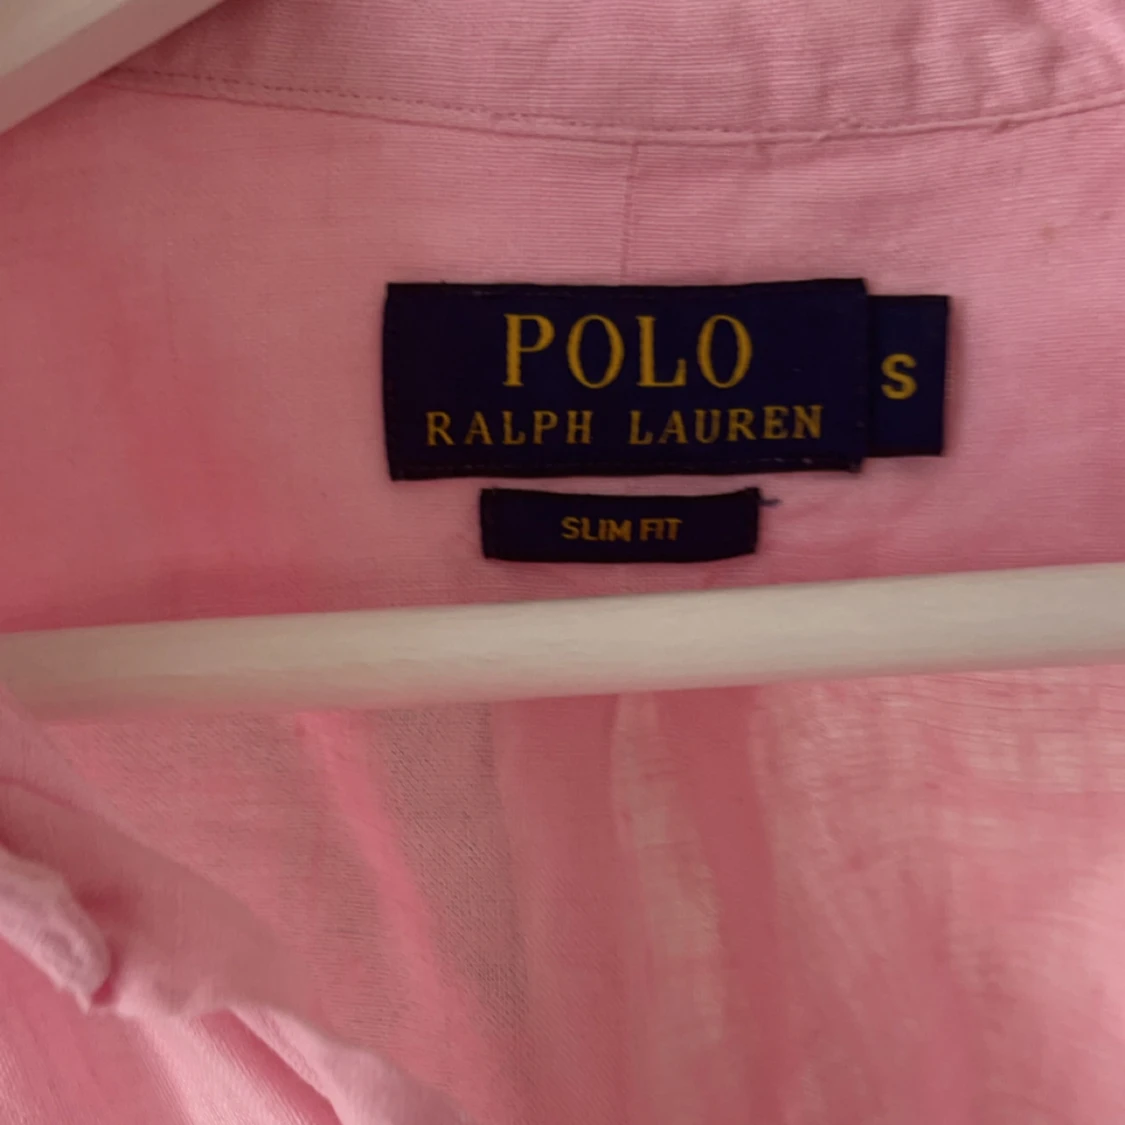 POLO
RALPH LAUREN
S
SLIM FIT